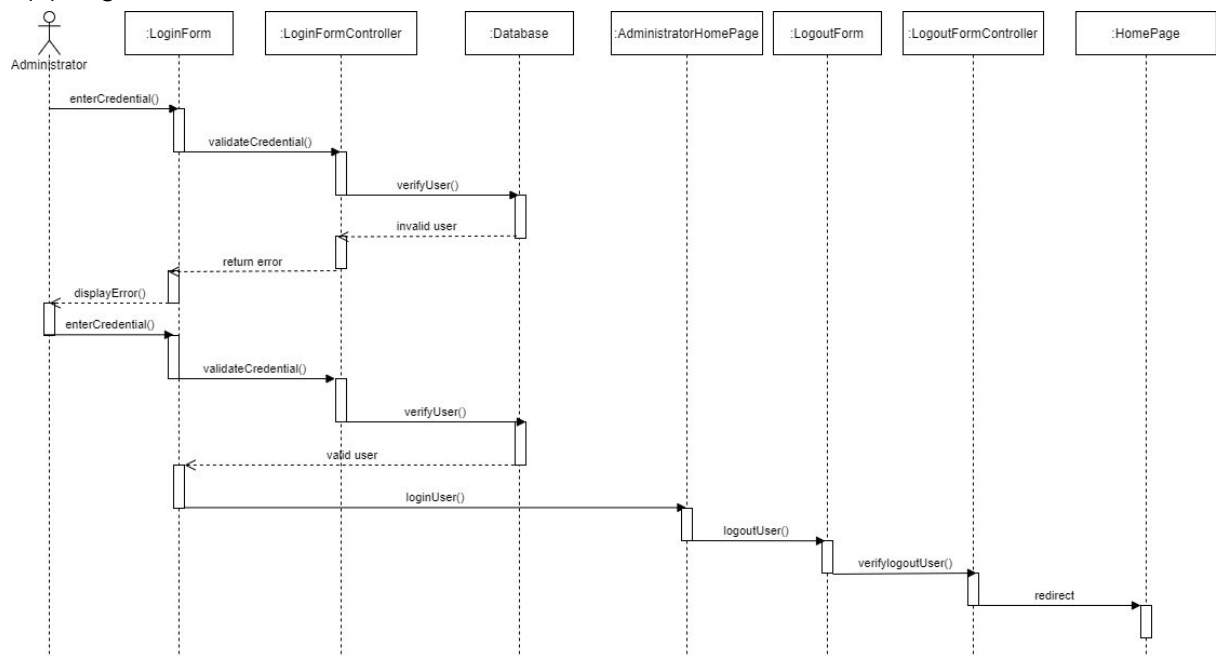 :LoginForm
:LoginFormController
:Database
:AdministratorHomePage
:LogoutForm
:LogoutFormController
:HomePage
Administrator
enterCredential()
validateCredential()
verifyUser()
invalid user
return error
displayError()
enterCredential()
validateCredential()
verifyUser()
valid user
loginUser()
logoutUser()
verifylogoutUser()
redirect